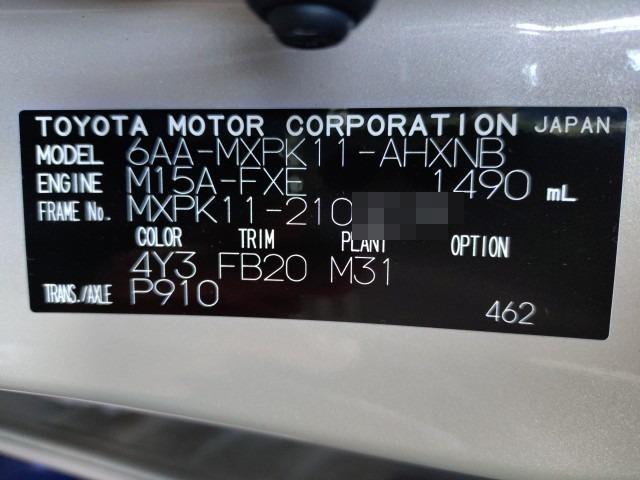 TOYOTA MOTOR CORPORATION JAPAN
MODEL 6AA-MXPK11-AHXNB
ENGINE M15A-FXE 1490 mL
FRAME No. MXPK11-210
COLOR TRIM PLANT OPTION
4Y3 FB20 M31
TRANS./AXLE P910
462